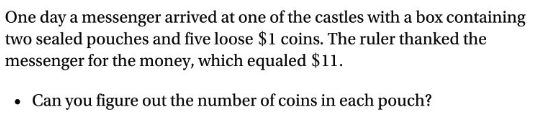 One day a messenger arrived at one of the castles with a box containing
two sealed pouches and five loose $1 coins. The ruler thanked the
messenger for the money, which equaled $11.
• Can you figure out the number of coins in each pouch?